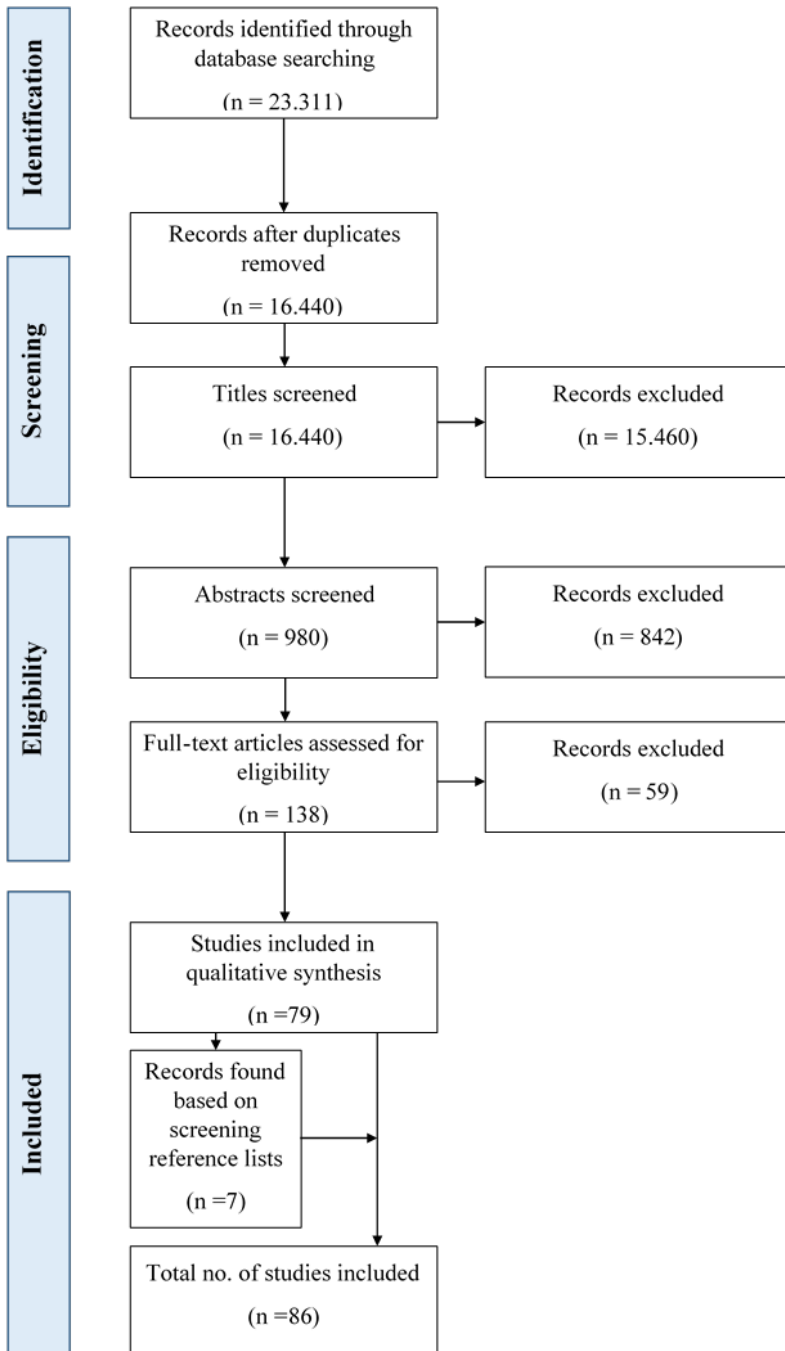 Identification
Records identified through
database searching
(n = 23.311)
Records after duplicates
removed
(n = 16.440)
Screening
Titles screened
(n = 16.440)
Records excluded
(n = 15.460)
Eligibility
Abstracts screened
(n = 980)
Records excluded
(n = 842)
Full-text articles assessed for
eligibility
(n = 138)
Records excluded
(n = 59)
Included
Studies included in
qualitative synthesis
(n =79)
Records found
based on
screening
reference lists
(n =7)
Total no. of studies included
(n =86)